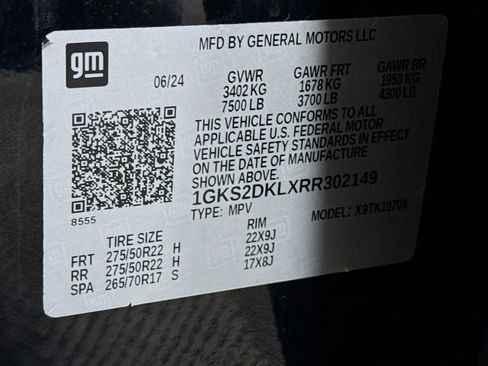 gm
MFD BY GENERAL MOTORS LLC
06/24 GVWR GAWR FRT GAWR RR
3402 KG 1678 KG 1950 KG
7500 LB 3700 LB 4300 LB
THIS VEHICLE CONFORMS TO ALL
APPLICABLE U.S. FEDERAL MOTOR
VEHICLE SAFETY STANDARDS IN EFFECT
ON THE DATE OF MANUFACTURE
SHOWN ABOVE.
1GKS2DKLXRR302149
8555
TYPE: MPV MODEL: X9TK10706
TIRE SIZE RIM
FRT 275/50R22 H 22X9J
RR 275/50R22 H 22X9J
SPA 265/70R17 S 17X8J